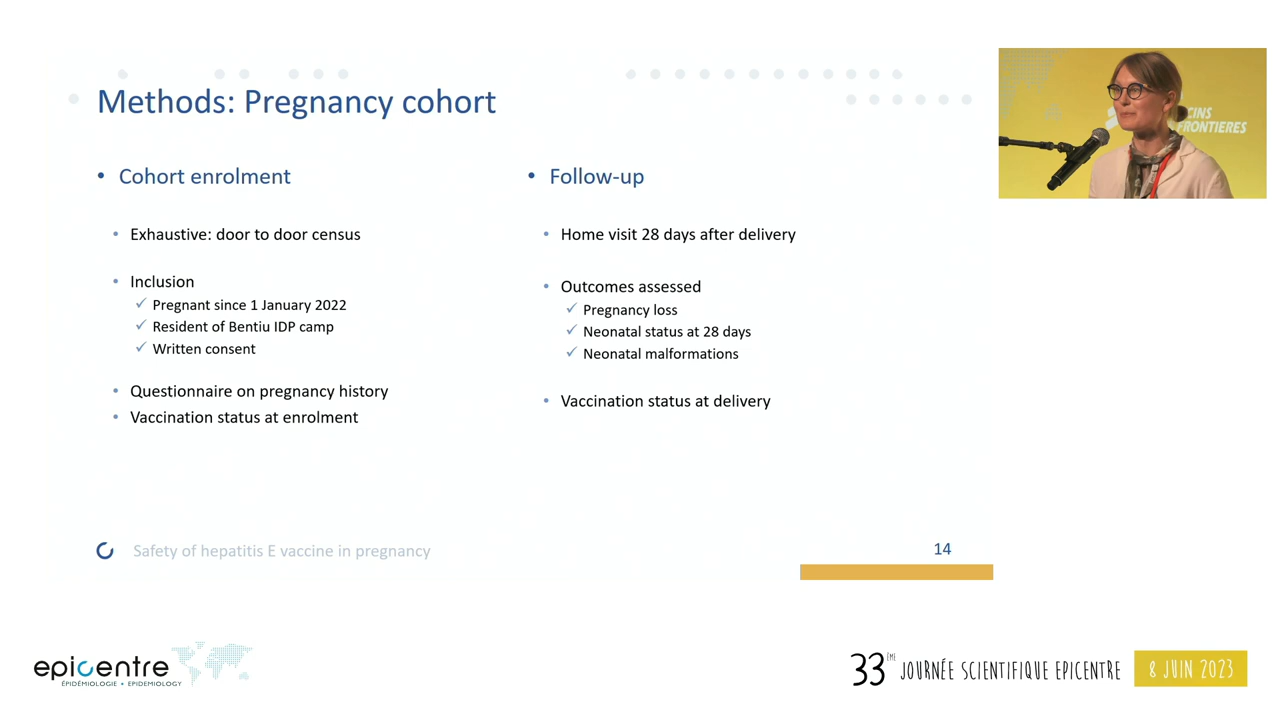 Methods: Pregnancy cohort
• Cohort enrolment
• Exhaustive: door to door census
• Inclusion
✓ Pregnant since 1 January 2022
✓ Resident of Bentiu IDP camp
✓ Written consent
• Questionnaire on pregnancy history
• Vaccination status at enrolment
• Follow-up
• Home visit 28 days after delivery
• Outcomes assessed
✓ Pregnancy loss
✓ Neonatal status at 28 days
✓ Neonatal malformations
• Vaccination status at delivery
Safety of hepatitis E vaccine in pregnancy
14
CINS
FRONTIERES
epicentre
ÉPIDÉMIOLOGIE • EPIDEMIOLOGY
33ÈME JOURNÉE SCIENTIFIQUE EPICENTRE
8 JUIN 2023